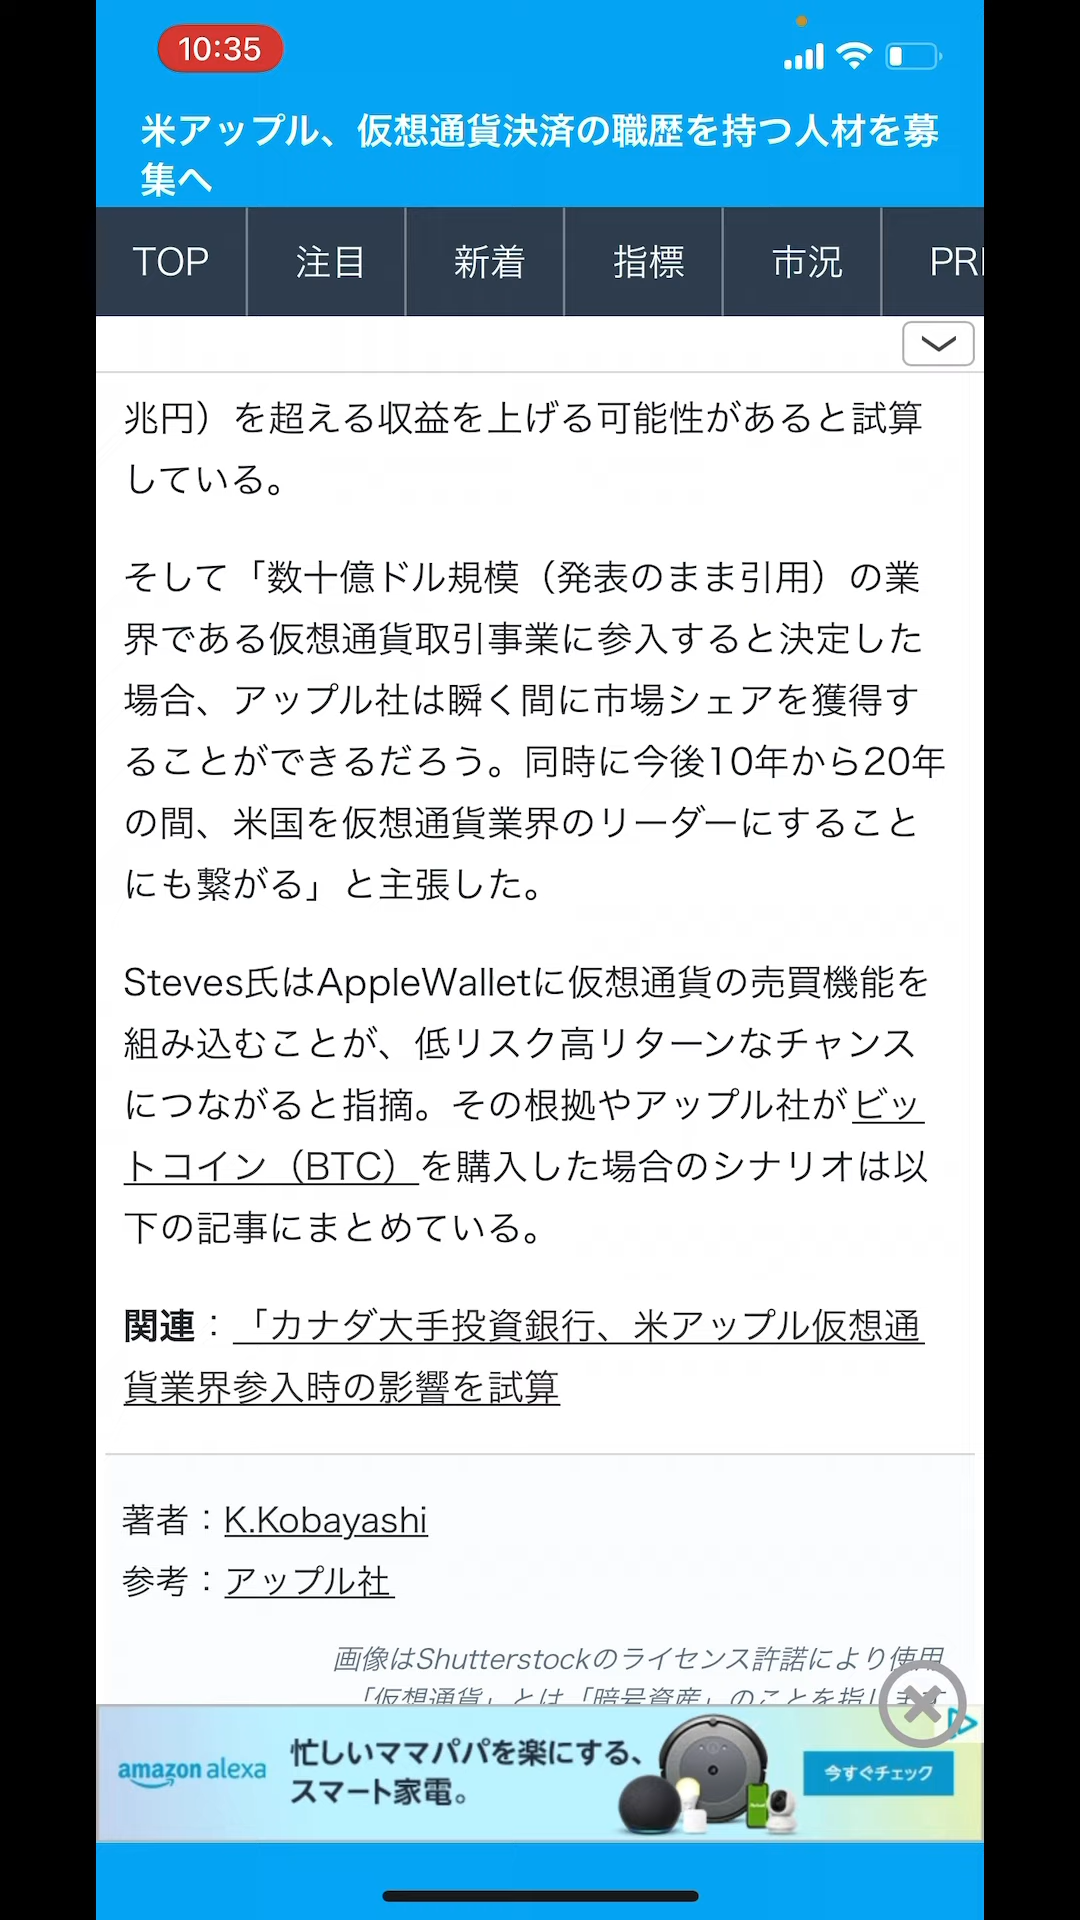 10:35
米アップル、仮想通貨決済の職歴を持つ人材を募
集へ
TOP 注目 新着 指標 市況
兆円）を超える収益を上げる可能性があると試算
している。
そして「数十億ドル規模（発表のまま引用）の業
界である仮想通貨取引事業に参入すると決定した
場合、アップル社は瞬く間に市場シェアを獲得す
ることができるだろう。同時に今後10年から20年
の間、米国を仮想通貨業界のリーダーにすること
にも繋がる」と主張した。
Steves氏はAppleWalletに仮想通貨の売買機能を
組み込むことが、低リスク高リターンなチャンス
につながると指摘。その根拠やアップル社がビッ
トコイン（BTC）を購入した場合のシナリオは以
下の記事にまとめている。
関連：「カナダ大手投資銀行、米アップル仮想通
貨業界参入時の影響を試算
著者：K.Kobayashi
参考：アップル社
画像はShutterstockのライセンス許諾により使用
「仮想通貨」とは「暗号資産」のことを指します
amazon alexa
忙しいママパパを楽にする、
スマート家電。
今すぐチェック